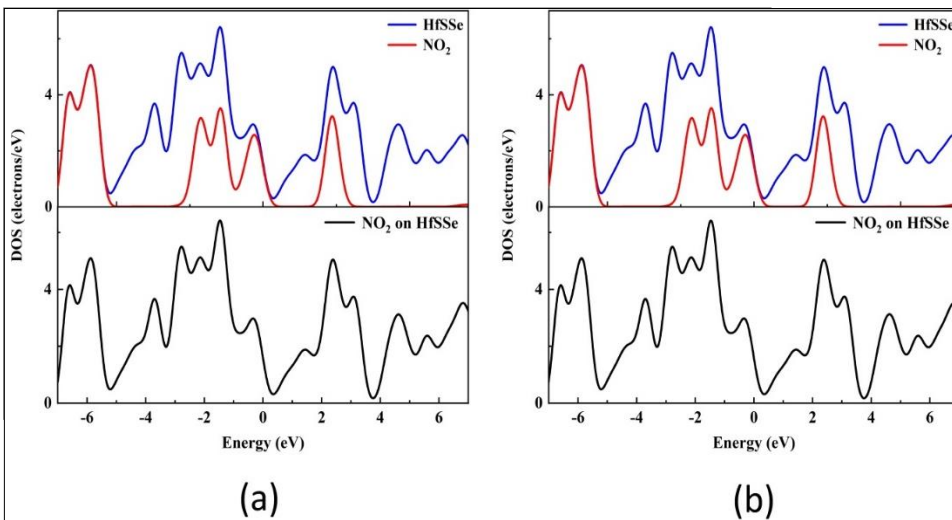 HfSSe
NO₂
4
0
NO₂ on HfSSe
4
0
DOS (electrons/eV)
-6 -4 -2 0 2 4 6
Energy (eV)
(a)
HfSSe
NO₂
4
0
NO₂ on HfSSe
4
0
DOS (electrons/eV)
-6 -4 -2 0 2 4 6
Energy (eV)
(b)